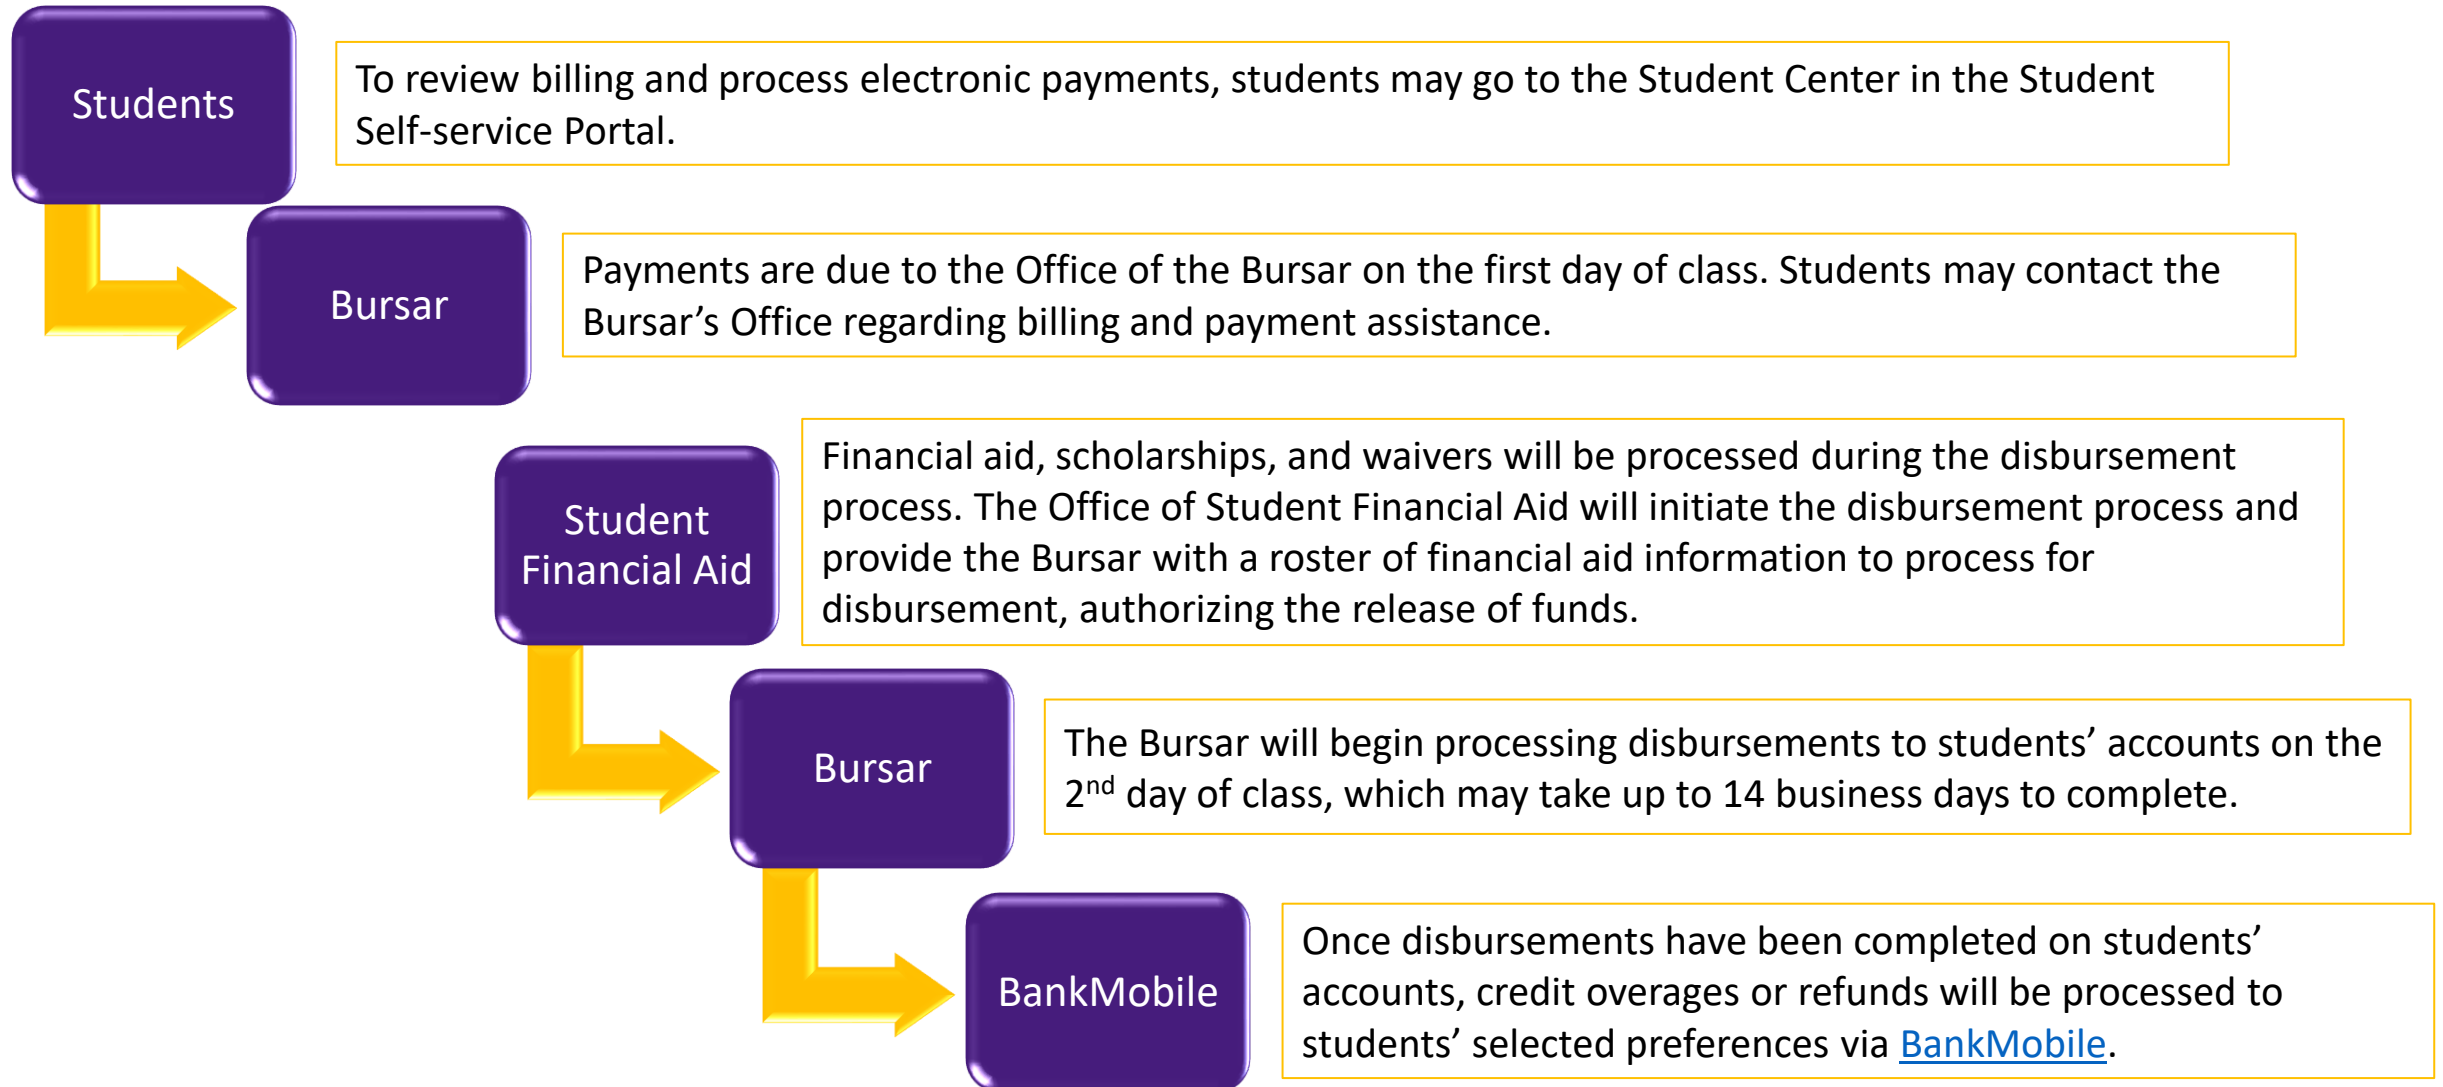 Students
To review billing and process electronic payments, students may go to the Student Center in the Student
Self-service Portal.
Bursar
Payments are due to the Office of the Bursar on the first day of class. Students may contact the
Bursar’s Office regarding billing and payment assistance.
Student
Financial Aid
Financial aid, scholarships, and waivers will be processed during the disbursement
process. The Office of Student Financial Aid will initiate the disbursement process and
provide the Bursar with a roster of financial aid information to process for
disbursement, authorizing the release of funds.
Bursar
The Bursar will begin processing disbursements to students’ accounts on the
2nd day of class, which may take up to 14 business days to complete.
BankMobile
Once disbursements have been completed on students’
accounts, credit overages or refunds will be processed to
students’ selected preferences via BankMobile.